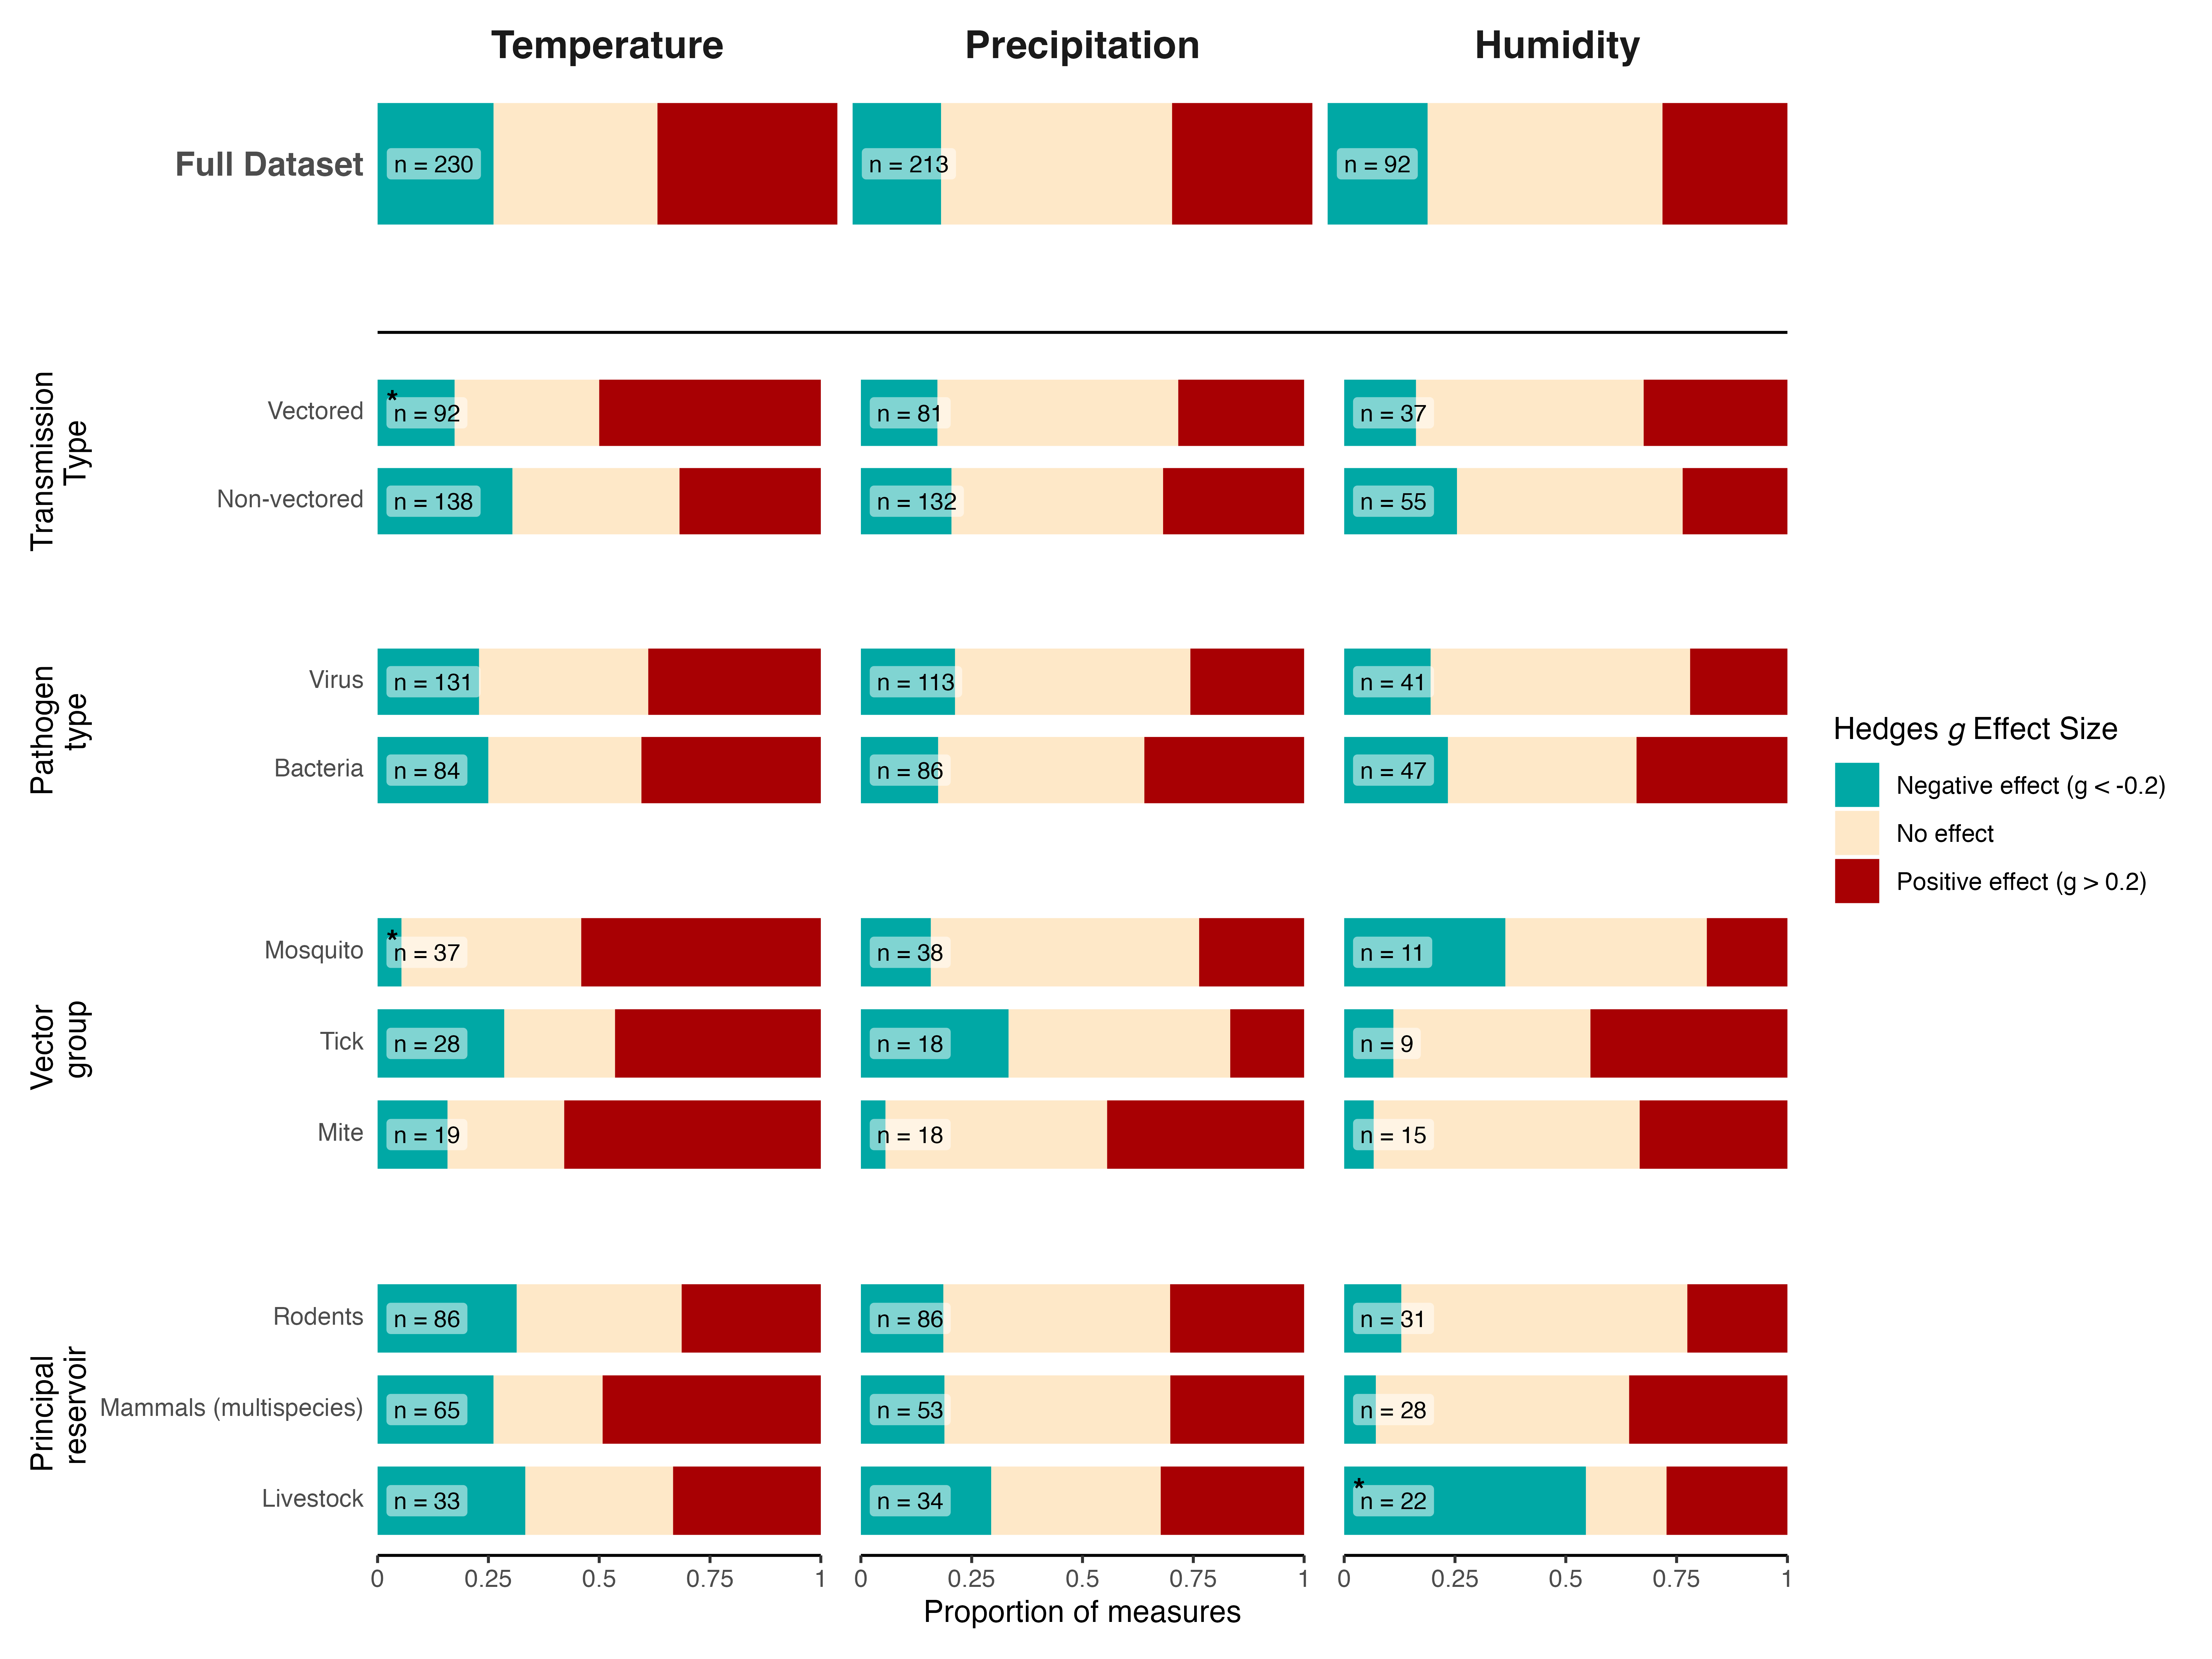 Temperature Precipitation Humidity
Full Dataset n = 230 n = 213 n = 92
Transmission
Type
Vectored * n = 92 n = 81 n = 37
Non-vectored n = 138 n = 132 n = 55
Pathogen
type
Virus n = 131 n = 113 n = 41
Bacteria n = 84 n = 86 n = 47
Hedges g Effect Size
Negative effect (g < -0.2)
No effect
Positive effect (g > 0.2)
Vector
group
Mosquito * n = 37 n = 38 n = 11
Tick n = 28 n = 18 n = 9
Mite n = 19 n = 18 n = 15
Principal
reservoir
Rodents n = 86 n = 86 n = 31
Mammals (multispecies) n = 65 n = 53 n = 28
Livestock n = 33 n = 34 * n = 22
0 0.25 0.5 0.75 1 0 0.25 0.5 0.75 1 0 0.25 0.5 0.75 1
Proportion of measures